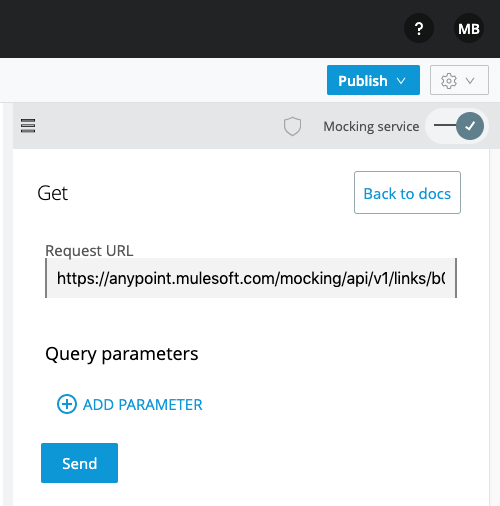 ? MB
Publish
Mocking service
Get
Back to docs
Request URL
https://anypoint.mulesoft.com/mocking/api/v1/links/b0
Query parameters
ADD PARAMETER
Send